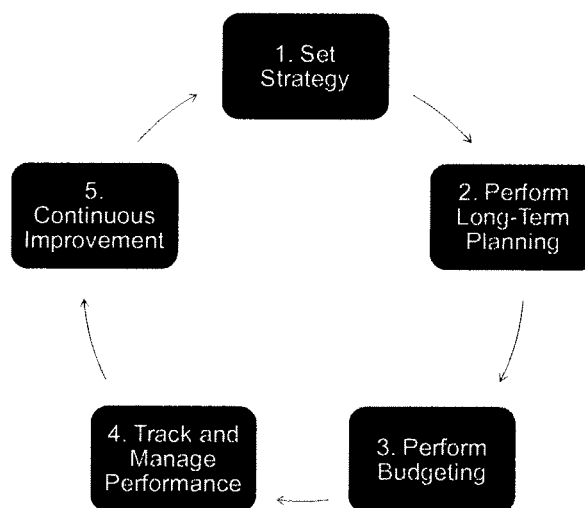 1. Set
Strategy
2. Perform
Long-Term
Planning
3. Perform
Budgeting
4. Track and
Manage
Performance
5.
Continuous
Improvement